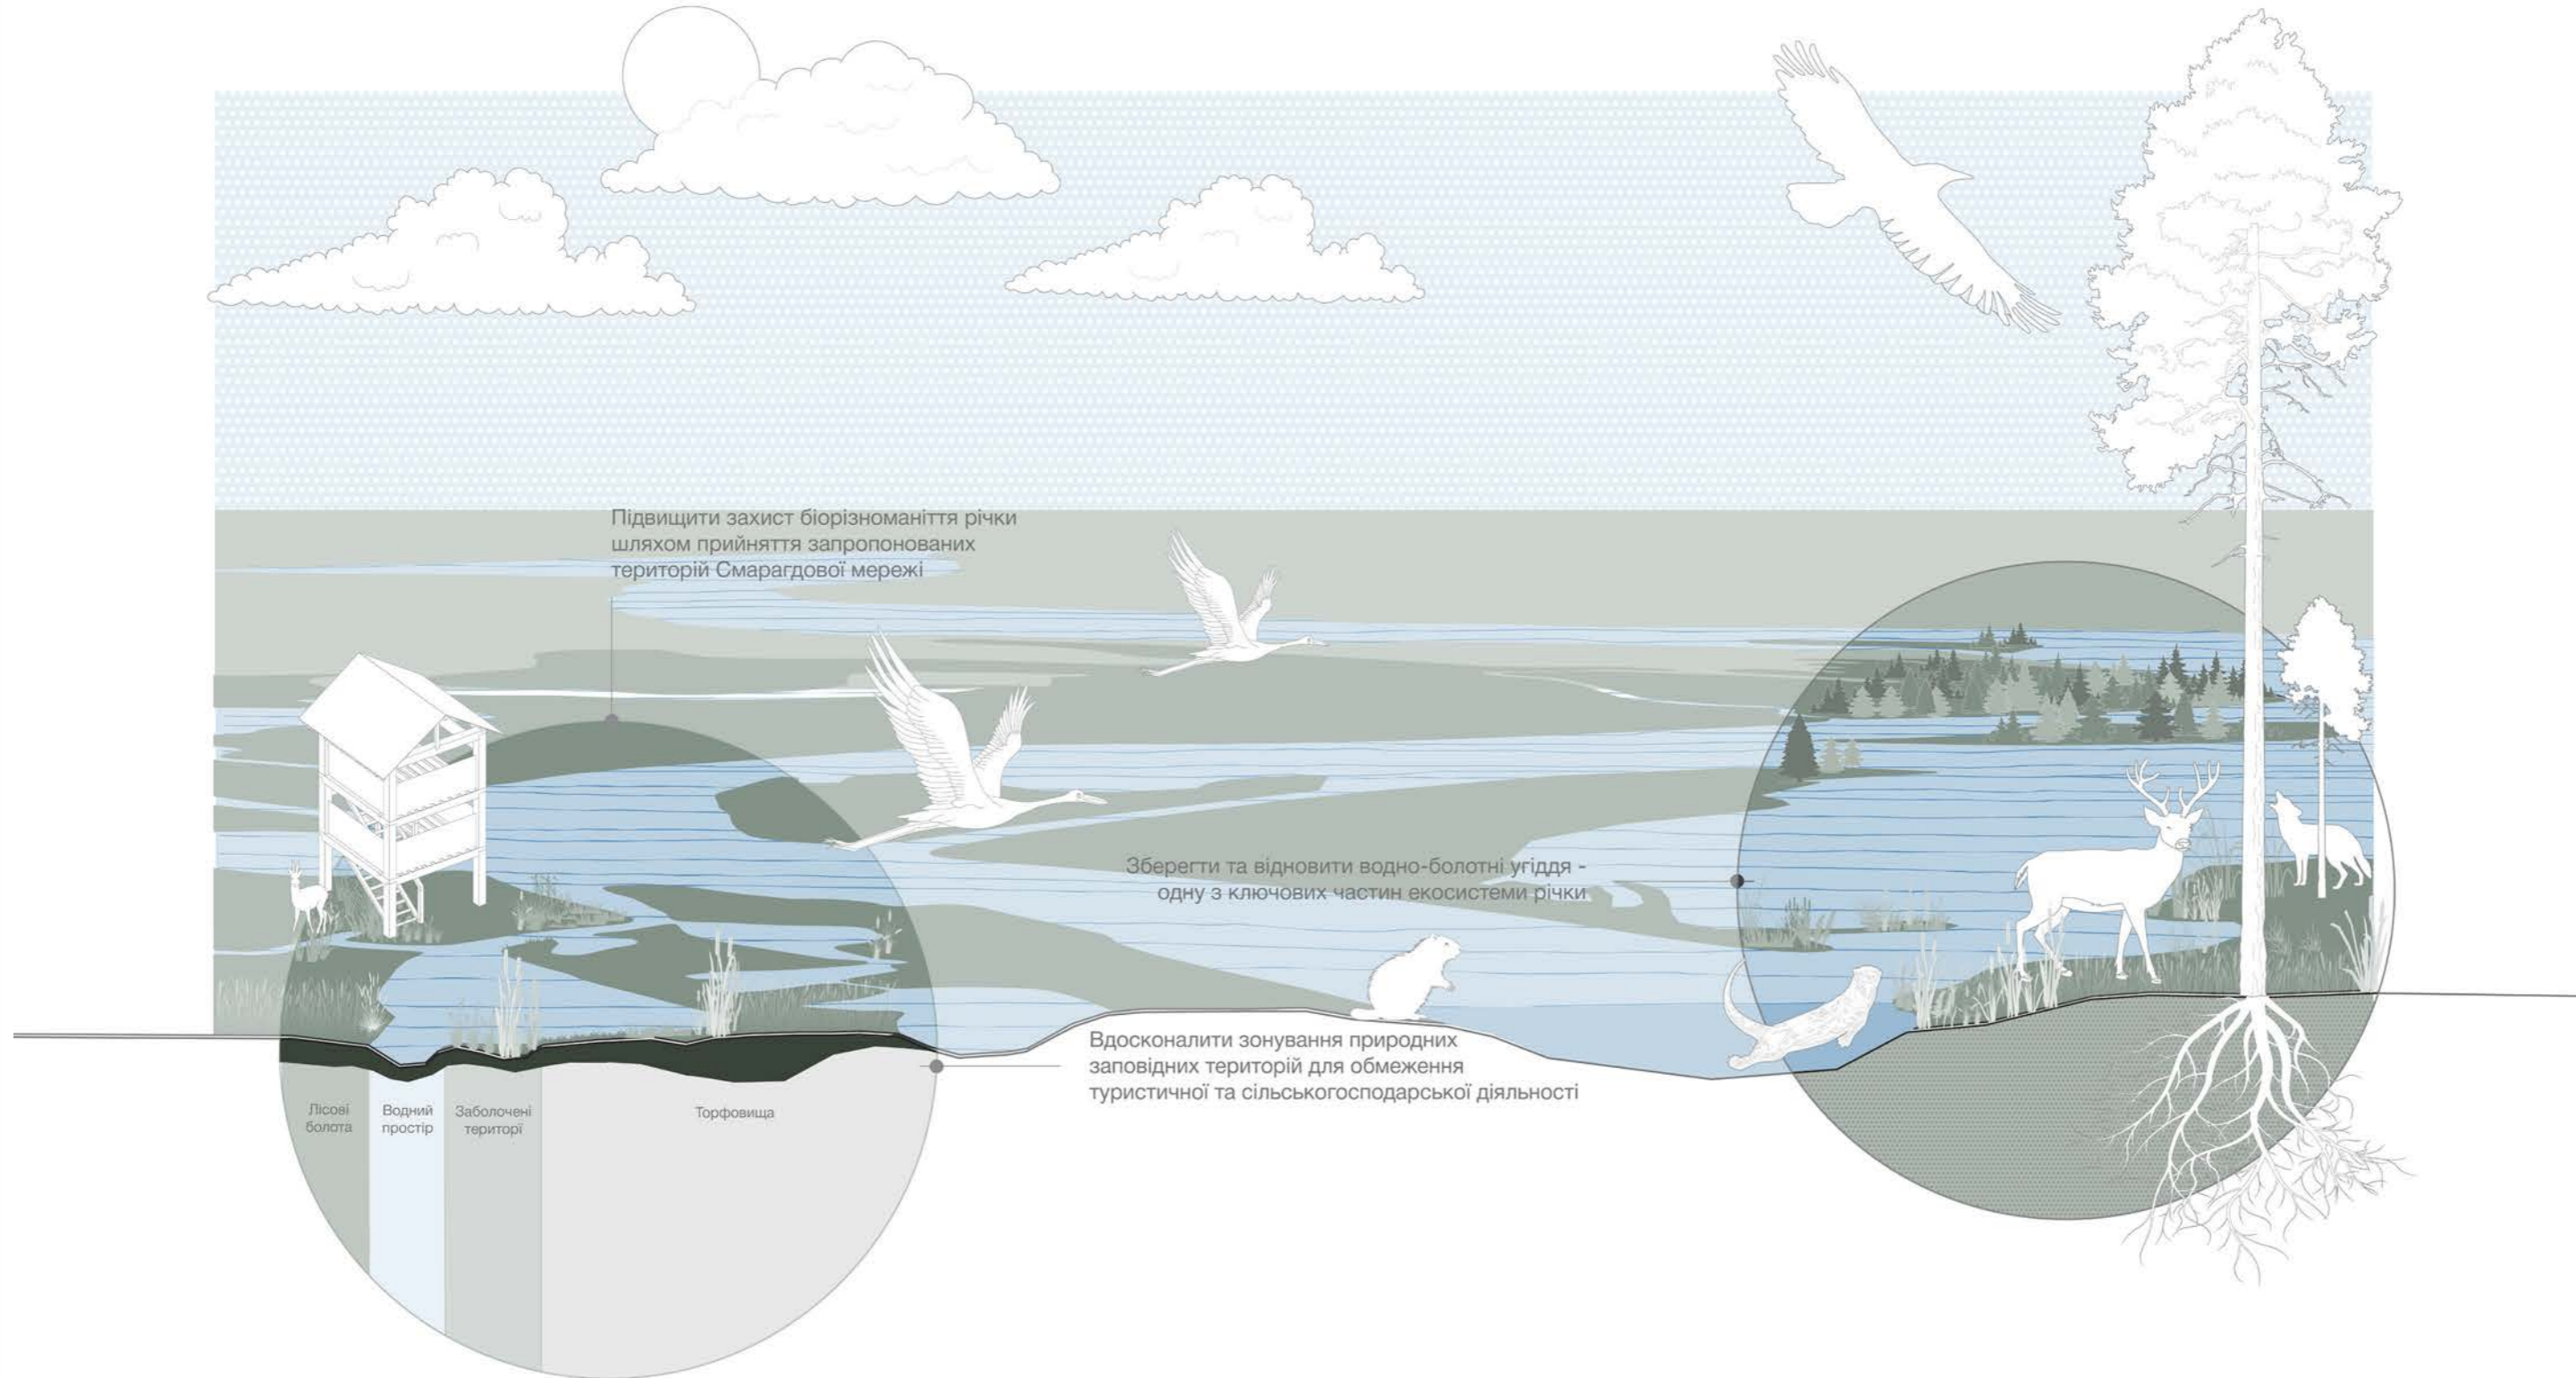 Підвищити захист біорізноманіття річки
шляхом прийняття запропонованих
територій Смарагдової мережі
Зберегти та відновити водно-болотні угіддя -
одну з ключових частин екосистеми річки
Вдосконалити зонування природних
заповідних територій для обмеження
туристичної та сільськогосподарської діяльності
Лісові
болота
Водний
простір
Заболочені
територі
Торфовища